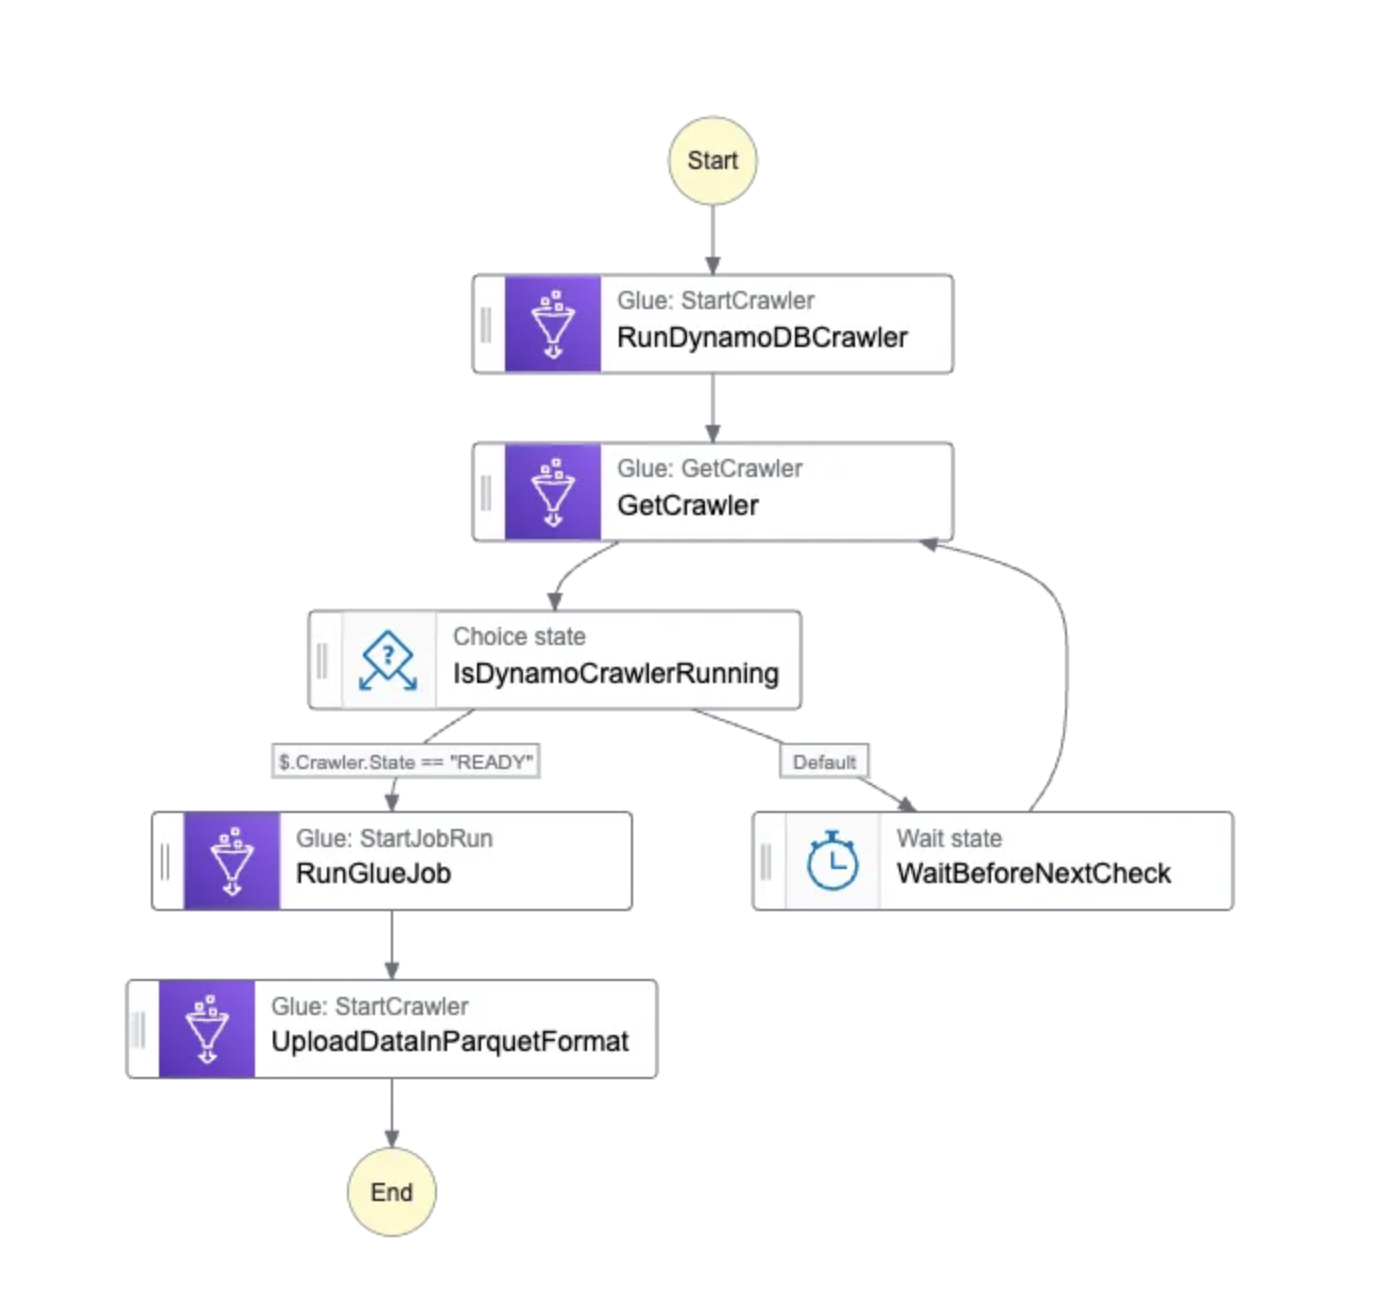 Start
Glue: StartCrawler
RunDynamoDBCrawler
Glue: GetCrawler
GetCrawler
Choice state
IsDynamoCrawlerRunning
$.Crawler.State == "READY"
Default
Glue: StartJobRun
RunGlueJob
Wait state
WaitBeforeNextCheck
Glue: StartCrawler
UploadDataInParquetFormat
End